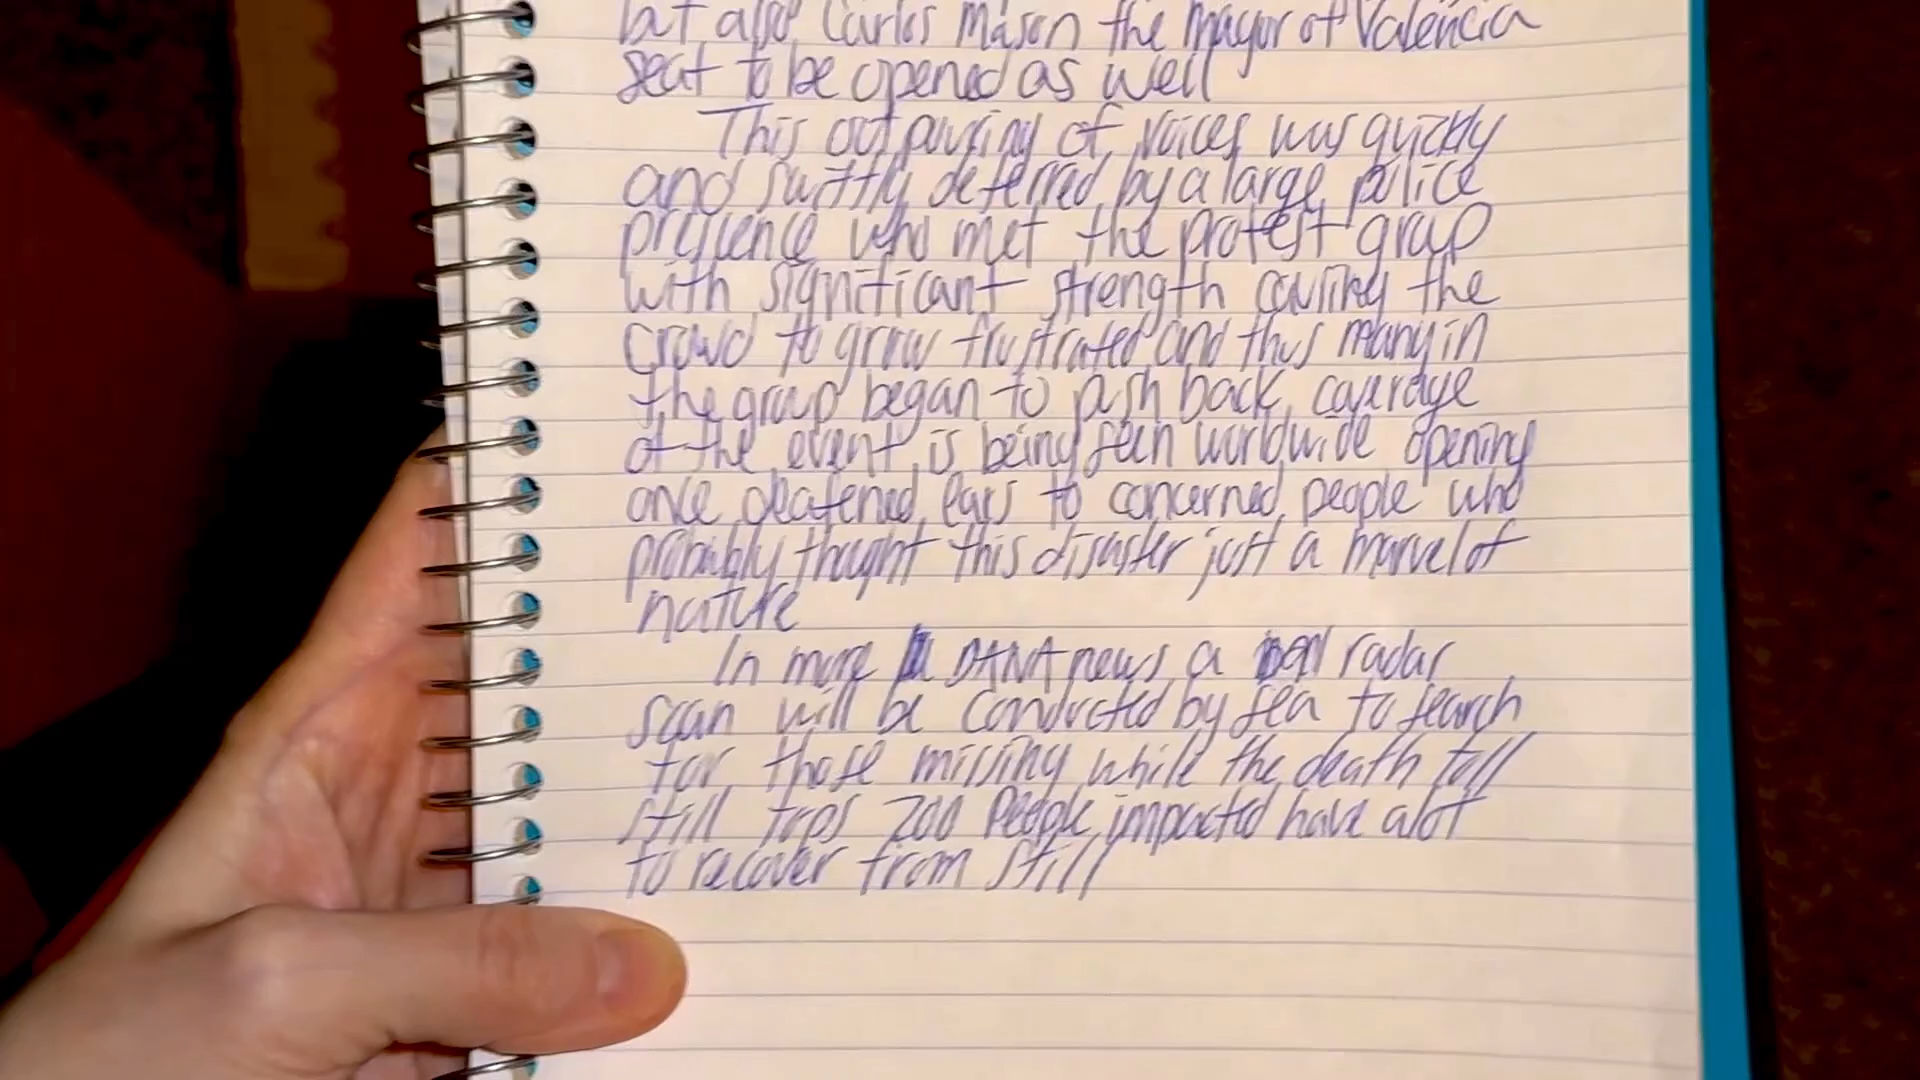 but also Carlos Mason the mayor of Valencia
seat to be opened as well
This outpouring of voices was quickly
and swiftly deterred by a large police
presence who met the protest group
with significant strength causing the
crowd to grow frustrated and thus many in
the group began to push back, coverage
of the event is being seen worldwide opening
once deafened ears to concerned people who
probably thought this disaster just a marvel of
nature
In more DANA news a radar
scan will be conducted by sea to search
for those missing while the death toll
still tops 200 people impacted have alot
to recover from still